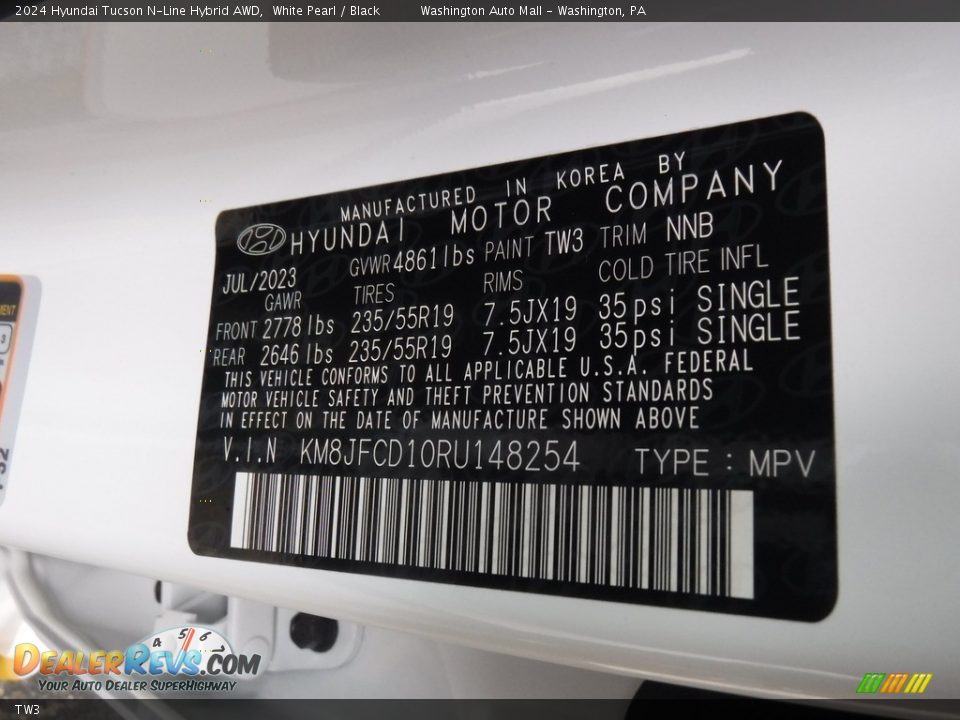 2024 Hyundai Tucson N-Line Hybrid AWD, White Pearl / Black Washington Auto Mall - Washington, PA
MANUFACTURED IN KOREA BY
HYUNDAI MOTOR COMPANY
JUL/2023 GVWR 4861 lbs PAINT TW3 TRIM NNB
GAWR TIRES RIMS COLD TIRE INFL
FRONT 2778 lbs 235/55R19 7.5JX19 35psi SINGLE
REAR 2646 lbs 235/55R19 7.5JX19 35psi SINGLE
THIS VEHICLE CONFORMS TO ALL APPLICABLE U.S.A. FEDERAL
MOTOR VEHICLE SAFETY AND THEFT PREVENTION STANDARDS
IN EFFECT ON THE DATE OF MANUFACTURE SHOWN ABOVE
V.I.N KM8JFCD10RU148254 TYPE : MPV
4 5 6 7
DEALERREVS.COM
YOUR AUTO DEALER SUPERHIGHWAY
TW3